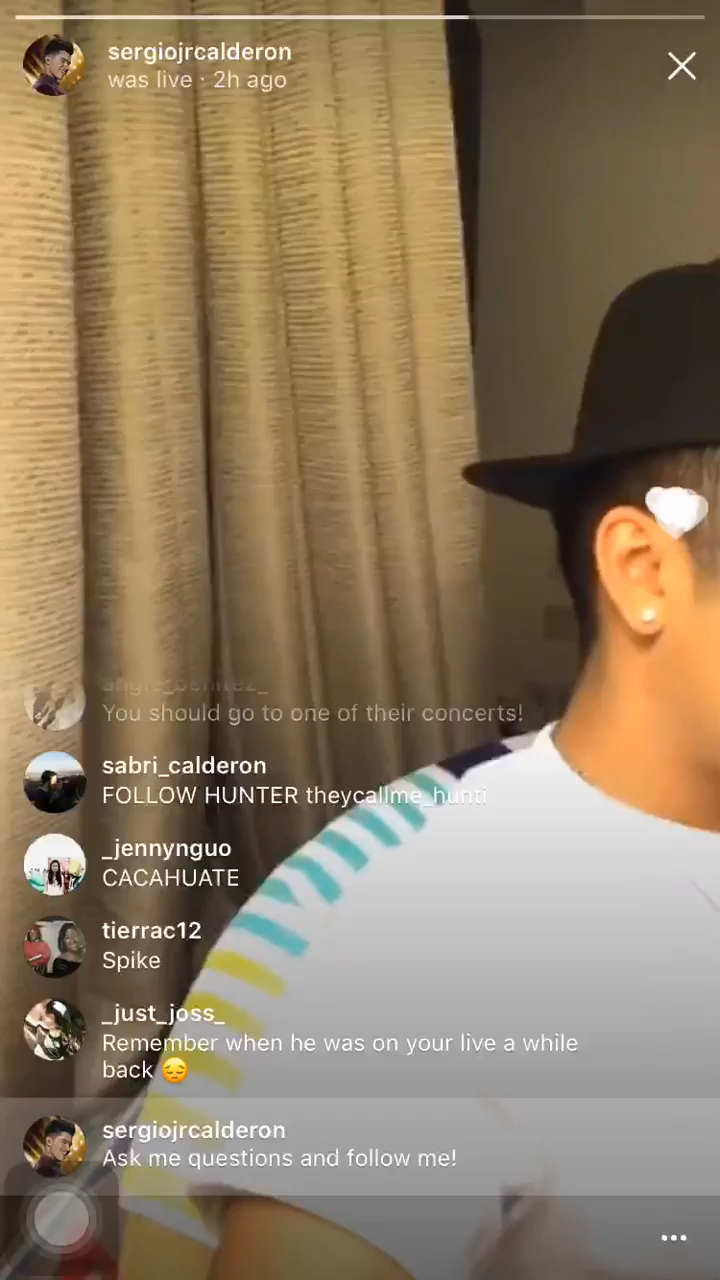 sergiojrcalderon
was live · 2h ago
angie_benitez_
You should go to one of their concerts!
sabri_calderon
FOLLOW HUNTER theycallme_hunti
_jennynguo
CACAHUATE
tierrac12
Spike
_just_joss_
Remember when he was on your live a while
back 😔
sergiojrcalderon
Ask me questions and follow me!